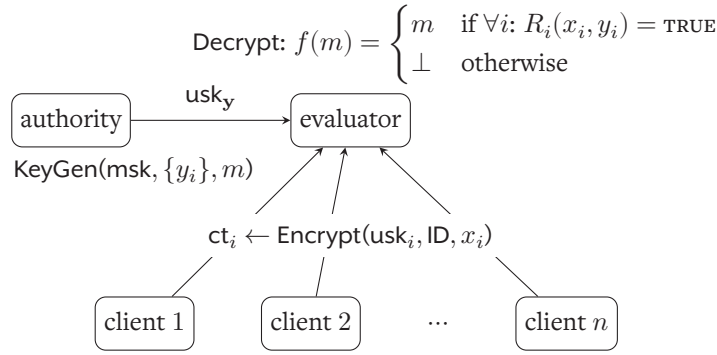 Decrypt: f(m) = { m if ∀i: R_i(x_i, y_i) = TRUE
⊥ otherwise
usk_y
authority
evaluator
KeyGen(msk, {y_i}, m)
ct_i ← Encrypt(usk_i, ID, x_i)
client 1
client 2
...
client n